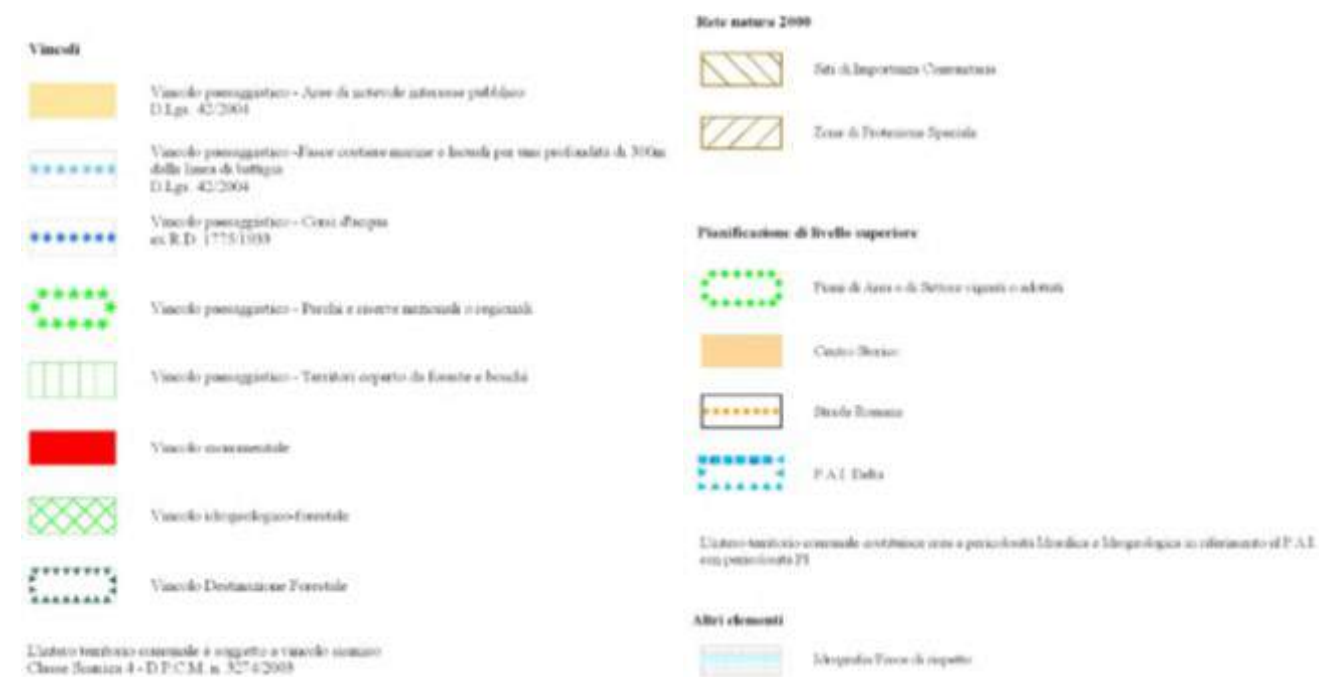 Vincoli
Vincolo paesaggistico - Aree di notevole interesse pubblico
D.Lgs. 42/2004
Vincolo paesaggistico -Fasce costiere marine e lacuali per una profondità di 300m
dalla linea di battigia
D.Lgs. 42/2004
Vincolo paesaggistico - Corsi d'acqua
ex R.D. 1775/1933
Vincolo paesaggistico - Parchi e riserve nazionali o regionali
Vincolo paesaggistico - Territori coperto da foreste e boschi
Vincolo monumentale
Vincolo idrogeologico-forestale
Vincolo Destinazione Forestale
L'intero territorio comunale è soggetto a vincolo sismico
Classe Sismica 4 - D.P.C.M. n. 3274/2003
Rete natura 2000
Siti di Importanza Comunitaria
Zone di Protezione Speciale
Pianificazione di livello superiore
Piani di Area o di Settore vigenti o adottati
Centro Storico
Strada Romana
P.A.I. Delta
L'intero territorio comunale costituisce area a pericolosità Idraulica e Idrogeologica in riferimento al P.A.I.
con pericolosità P1
Altri elementi
Idrografia Fasce di rispetto